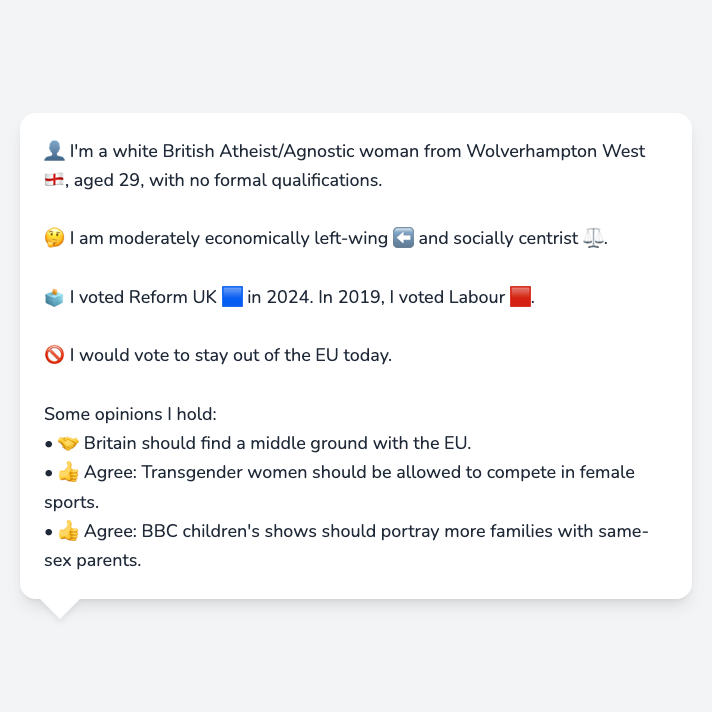 👤 I'm a white British Atheist/Agnostic woman from Wolverhampton West
🏴󠁧󠁢󠁥󠁮󠁧󠁿, aged 29, with no formal qualifications.
🤔 I am moderately economically left-wing ⬅️ and socially centrist ⚖️.
🗳️ I voted Reform UK 🟦 in 2024. In 2019, I voted Labour 🟥.
🚫 I would vote to stay out of the EU today.
Some opinions I hold:
• 🤝 Britain should find a middle ground with the EU.
• 👍 Agree: Transgender women should be allowed to compete in female
sports.
• 👍 Agree: BBC children's shows should portray more families with same-
sex parents.